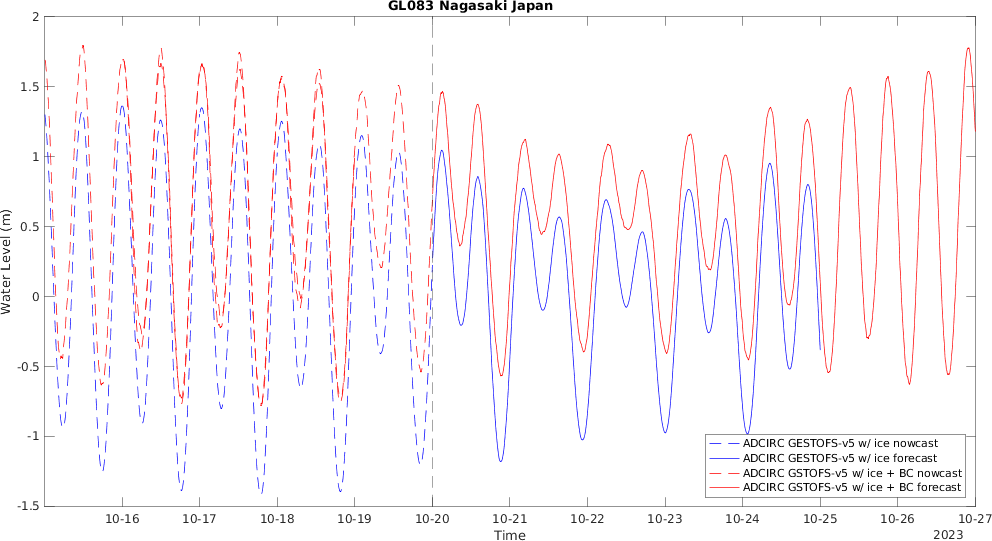 GL083 Nagasaki Japan
Water Level (m)
2
1.5
1
0.5
0
-0.5
-1
-1.5
10-16 10-17 10-18 10-19 10-20 10-21 10-22 10-23 10-24 10-25 10-26 10-27
Time
2023
ADCIRC GESTOFS-v5 w/ ice nowcast
ADCIRC GESTOFS-v5 w/ ice forecast
ADCIRC GSTOFS-v5 w/ ice + BC nowcast
ADCIRC GSTOFS-v5 w/ ice + BC forecast